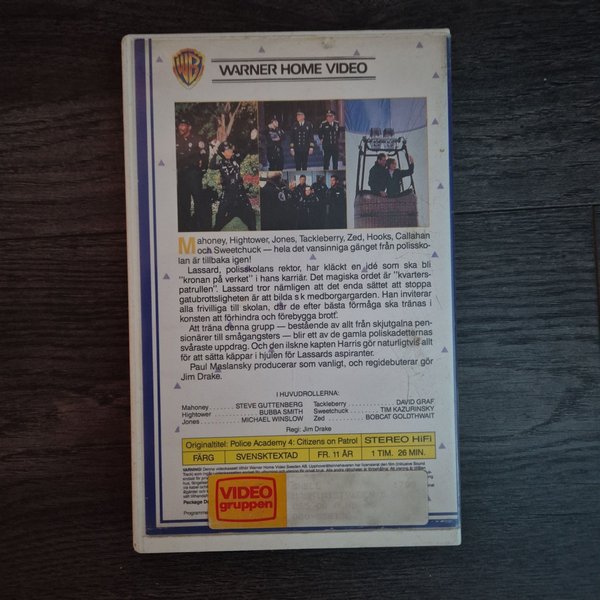 WB
WARNER HOME VIDEO
Mahoney, Hightower, Jones, Tackleberry, Zed, Hooks, Callahan
och Sweetchuck — hela det vansinniga gänget från polissko-
lan är tillbaka igen!
Lassard, polisskolans rektor, har kläckt en idé som ska bli
"kronan på verket" i hans karriär. Det magiska ordet är "kvarters-
patrullen". Lassard tror nämligen att det enda sättet att stoppa
gatubrottsligheten är att bilda s k medborgargarden. Han inviterar
alla frivilliga till skolan, där de efter bästa förmåga ska tränas i
konsten att förhindra och förebygga brott.
Att träna denna grupp — bestående av allt från skjutgalna pen-
sionärer till smågangsters — blir ett av de gamla poliskadetternas
svåraste uppdrag. Och den ilskne kapten Harris gör naturligtvis allt
för att sätta käppar i hjulen för Lassards aspiranter.
Paul Maslansky producerar som vanligt, och regidebuterar gör
Jim Drake.
I HUVUDROLLERNA:
Mahoney STEVE GUTTENBERG Tackleberry DAVID GRAF
Hightower BUBBA SMITH Sweetchuck TIM KAZURINSKY
Jones MICHAEL WINSLOW Zed BOBCAT GOLDTHWAIT
Regi: Jim Drake
Originaltitel: Police Academy 4: Citizens on Patrol STEREO HiFi
FÄRG SVENSKTEXTAD FR. 11 ÅR 1 TIM. 26 MIN.
VIDEO
gruppen